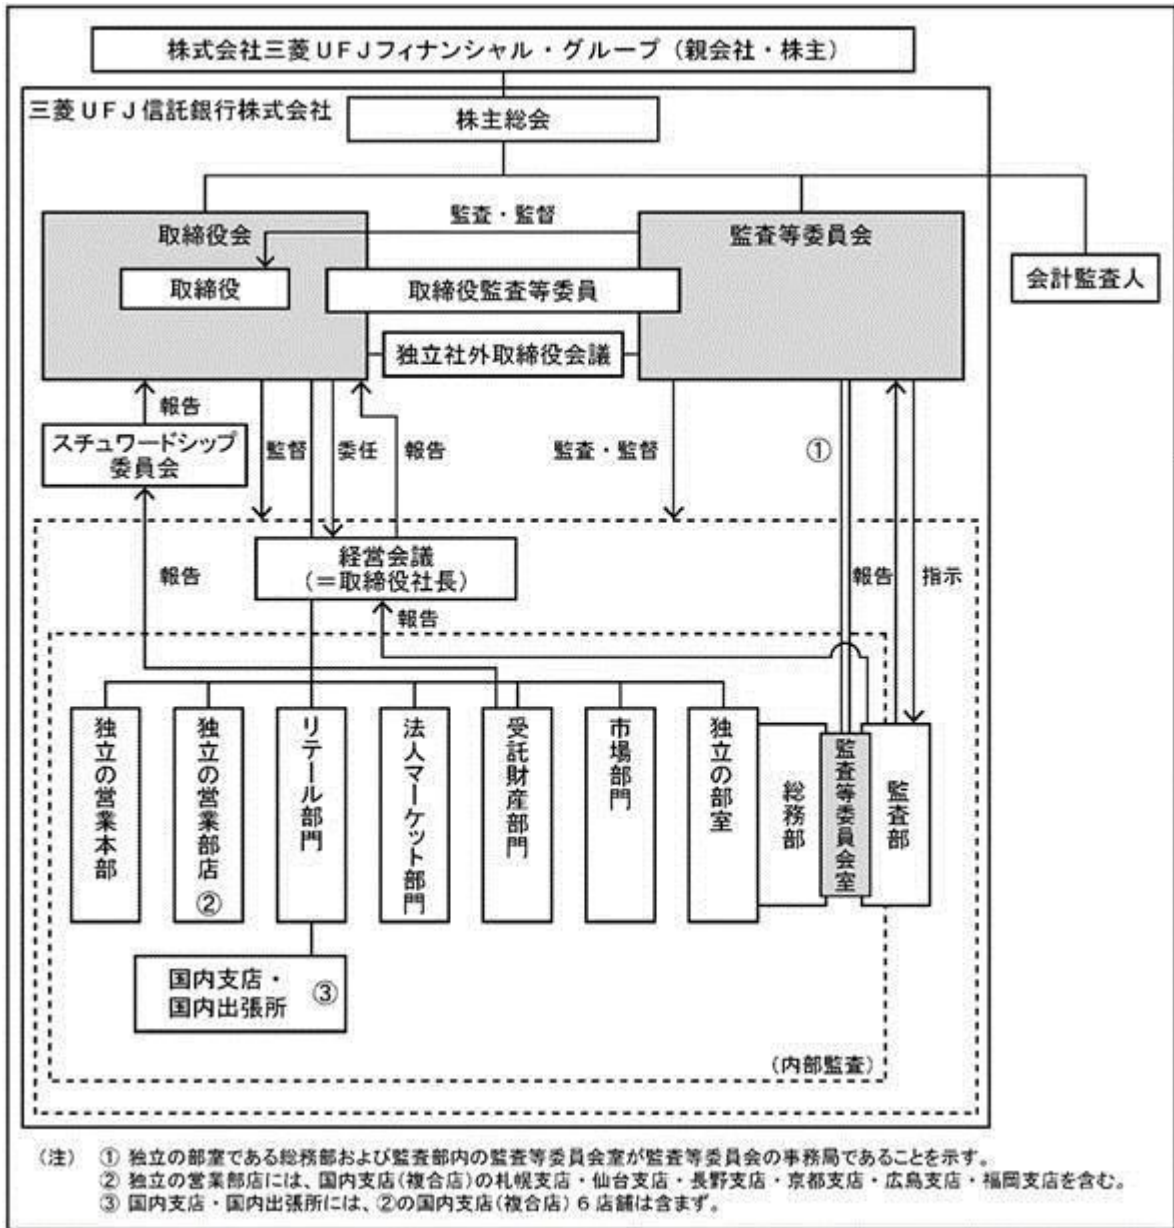 株式会社三菱UFJフィナンシャル・グループ（親会社・株主）
三菱UFJ信託銀行株式会社
株主総会
取締役会
監査・監督
監査等委員会
取締役
取締役監査等委員
会計監査人
独立社外取締役会議
報告
スチュワードシップ
委員会
監督
委任
報告
監査・監督
①
経営会議
（＝取締役社長）
報告
報告
報告
指示
独立の営業本部
独立の営業部店
②
リテール部門
法人マーケット部門
受託財産部門
市場部門
独立の部室
総務部
監査等委員会室
監査部
国内支店・
国内出張所
③
（内部監査）
（注） ① 独立の部室である総務部および監査部内の監査等委員会室が監査等委員会の事務局であることを示す。
② 独立の営業部店には、国内支店（複合店）の札幌支店・仙台支店・長野支店・京都支店・広島支店・福岡支店を含む。
③ 国内支店・国内出張所には、②の国内支店（複合店）６店舗は含まず。